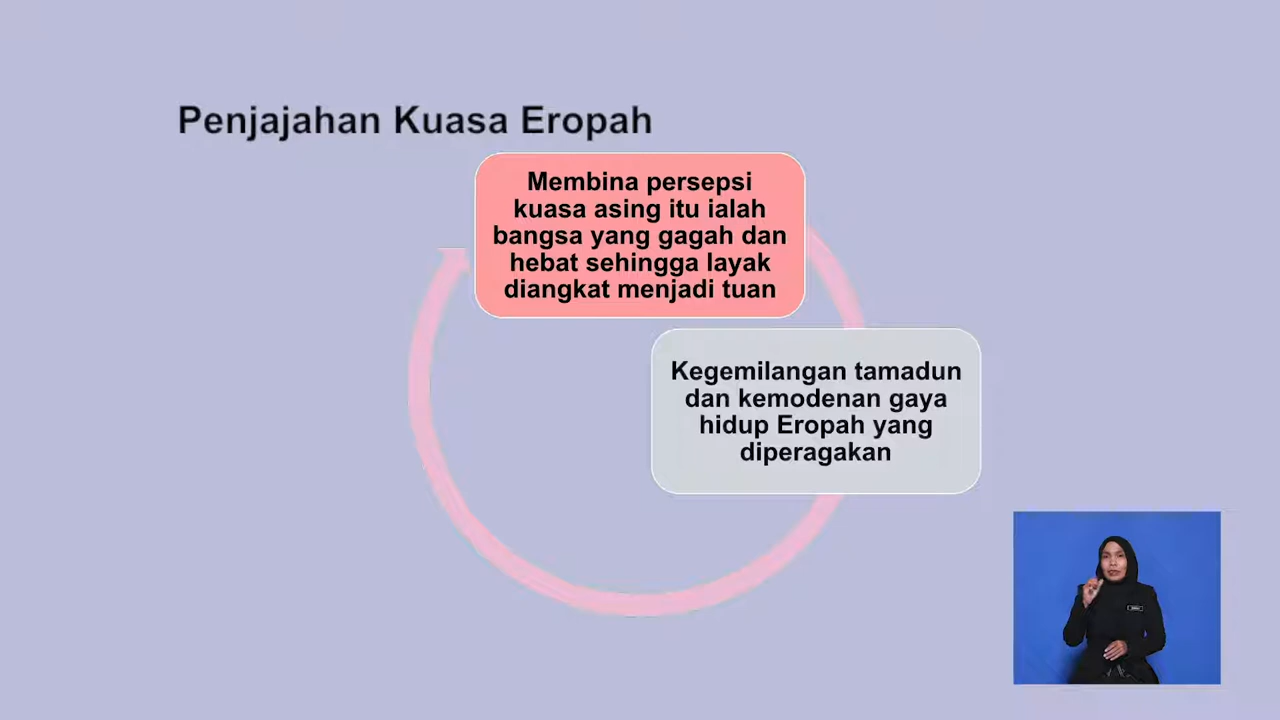 Penjajahan Kuasa Eropah
Membina persepsi
kuasa asing itu ialah
bangsa yang gagah dan
hebat sehingga layak
diangkat menjadi tuan
Kegemilangan tamadun
dan kemodenan gaya
hidup Eropah yang
diperagakan